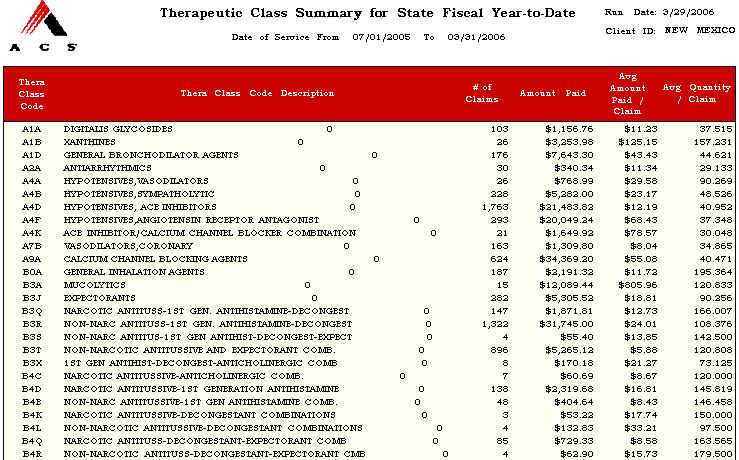 Therapeutic Class Summary for State Fiscal Year-to-Date Run Date: 3/29/2006
Date of Service From 07/01/2005 To 03/31/2006 Client ID: NEW MEXICO
A C S®
Thera Class Code Thera Class Code Description # of Claims Amount Paid Avg Amount Paid / Claim Avg Quantity / Claim
A1A DIGITALIS GLYCOSIDES 0 103 $1,156.76 $11.23 37.515
A1B XANTHINES 0 26 $3,253.98 $125.15 157.231
A1D GENERAL BRONCHODILATOR AGENTS 0 176 $7,643.30 $43.43 44.621
A2A ANTIARRHYTHMICS 0 30 $340.34 $11.34 29.133
A4A HYPOTENSIVES,VASODILATORS 0 26 $768.99 $29.58 90.269
A4B HYPOTENSIVES,SYMPATHOLYTIC 0 228 $5,282.00 $23.17 48.526
A4D HYPOTENSIVES, ACE INHIBITORS 0 1,763 $21,483.82 $12.19 40.952
A4F HYPOTENSIVES,ANGIOTENSIN RECEPTOR ANTAGONIST 0 293 $20,049.24 $68.43 37.348
A4K ACE INHIBITOR/CALCIUM CHANNEL BLOCKER COMBINATION 0 21 $1,649.92 $78.57 30.048
A7B VASODILATORS,CORONARY 0 163 $1,309.80 $8.04 34.865
A9A CALCIUM CHANNEL BLOCKING AGENTS 0 624 $34,369.20 $55.08 40.471
B0A GENERAL INHALATION AGENTS 0 187 $2,191.32 $11.72 195.364
B3A MUCOLYTICS 0 15 $12,089.44 $805.96 120.833
B3J EXPECTORANTS 0 282 $5,305.52 $18.81 90.256
B3Q NARCOTIC ANTITUSS-1ST GEN. ANTIHISTAMINE-DECONGEST 0 147 $1,871.81 $12.73 166.007
B3R NON-NARC ANTITUSS-1ST GEN. ANTIHISTAMINE-DECONGEST 0 1,322 $31,745.00 $24.01 108.376
B3S NON-NARC ANTITUS-1ST GEN ANTIHIST-DECONGEST-EXPECT 0 4 $55.40 $13.85 142.500
B3T NON-NARCOTIC ANTITUSSIVE AND EXPECTORANT COMB. 0 896 $5,265.12 $5.88 120.808
B3X 1ST GEN ANTIHIST-DECONGEST-ANTICHOLINERGIC COMB 0 8 $170.18 $21.27 73.125
B4C NARCOTIC ANTITUSSIVE-ANTICHOLINERGIC COMB. 0 7 $60.69 $8.67 120.000
B4D NARCOTIC ANTITUSSIVE-1ST GENERATION ANTIHISTAMINE 0 138 $2,319.68 $16.81 145.819
B4E NON-NARC ANTITUSSIVE-1ST GEN ANTIHISTAMINE COMB. 0 48 $404.64 $8.43 146.458
B4K NARCOTIC ANTITUSSIVE-DECONGESTANT COMBINATIONS 0 3 $53.22 $17.74 150.000
B4L NON-NARCOTIC ANTITUSSIVE-DECONGESTANT COMBINATIONS 0 4 $132.83 $33.21 97.500
B4Q NARCOTIC ANTITUSS-DECONGESTANT-EXPECTORANT COMB 0 85 $729.33 $8.58 163.565
B4R NON-NARCOTIC ANTITUSS-DECONGESTANT-EXPECTORANT CMB 0 4 $62.90 $15.73 179.500